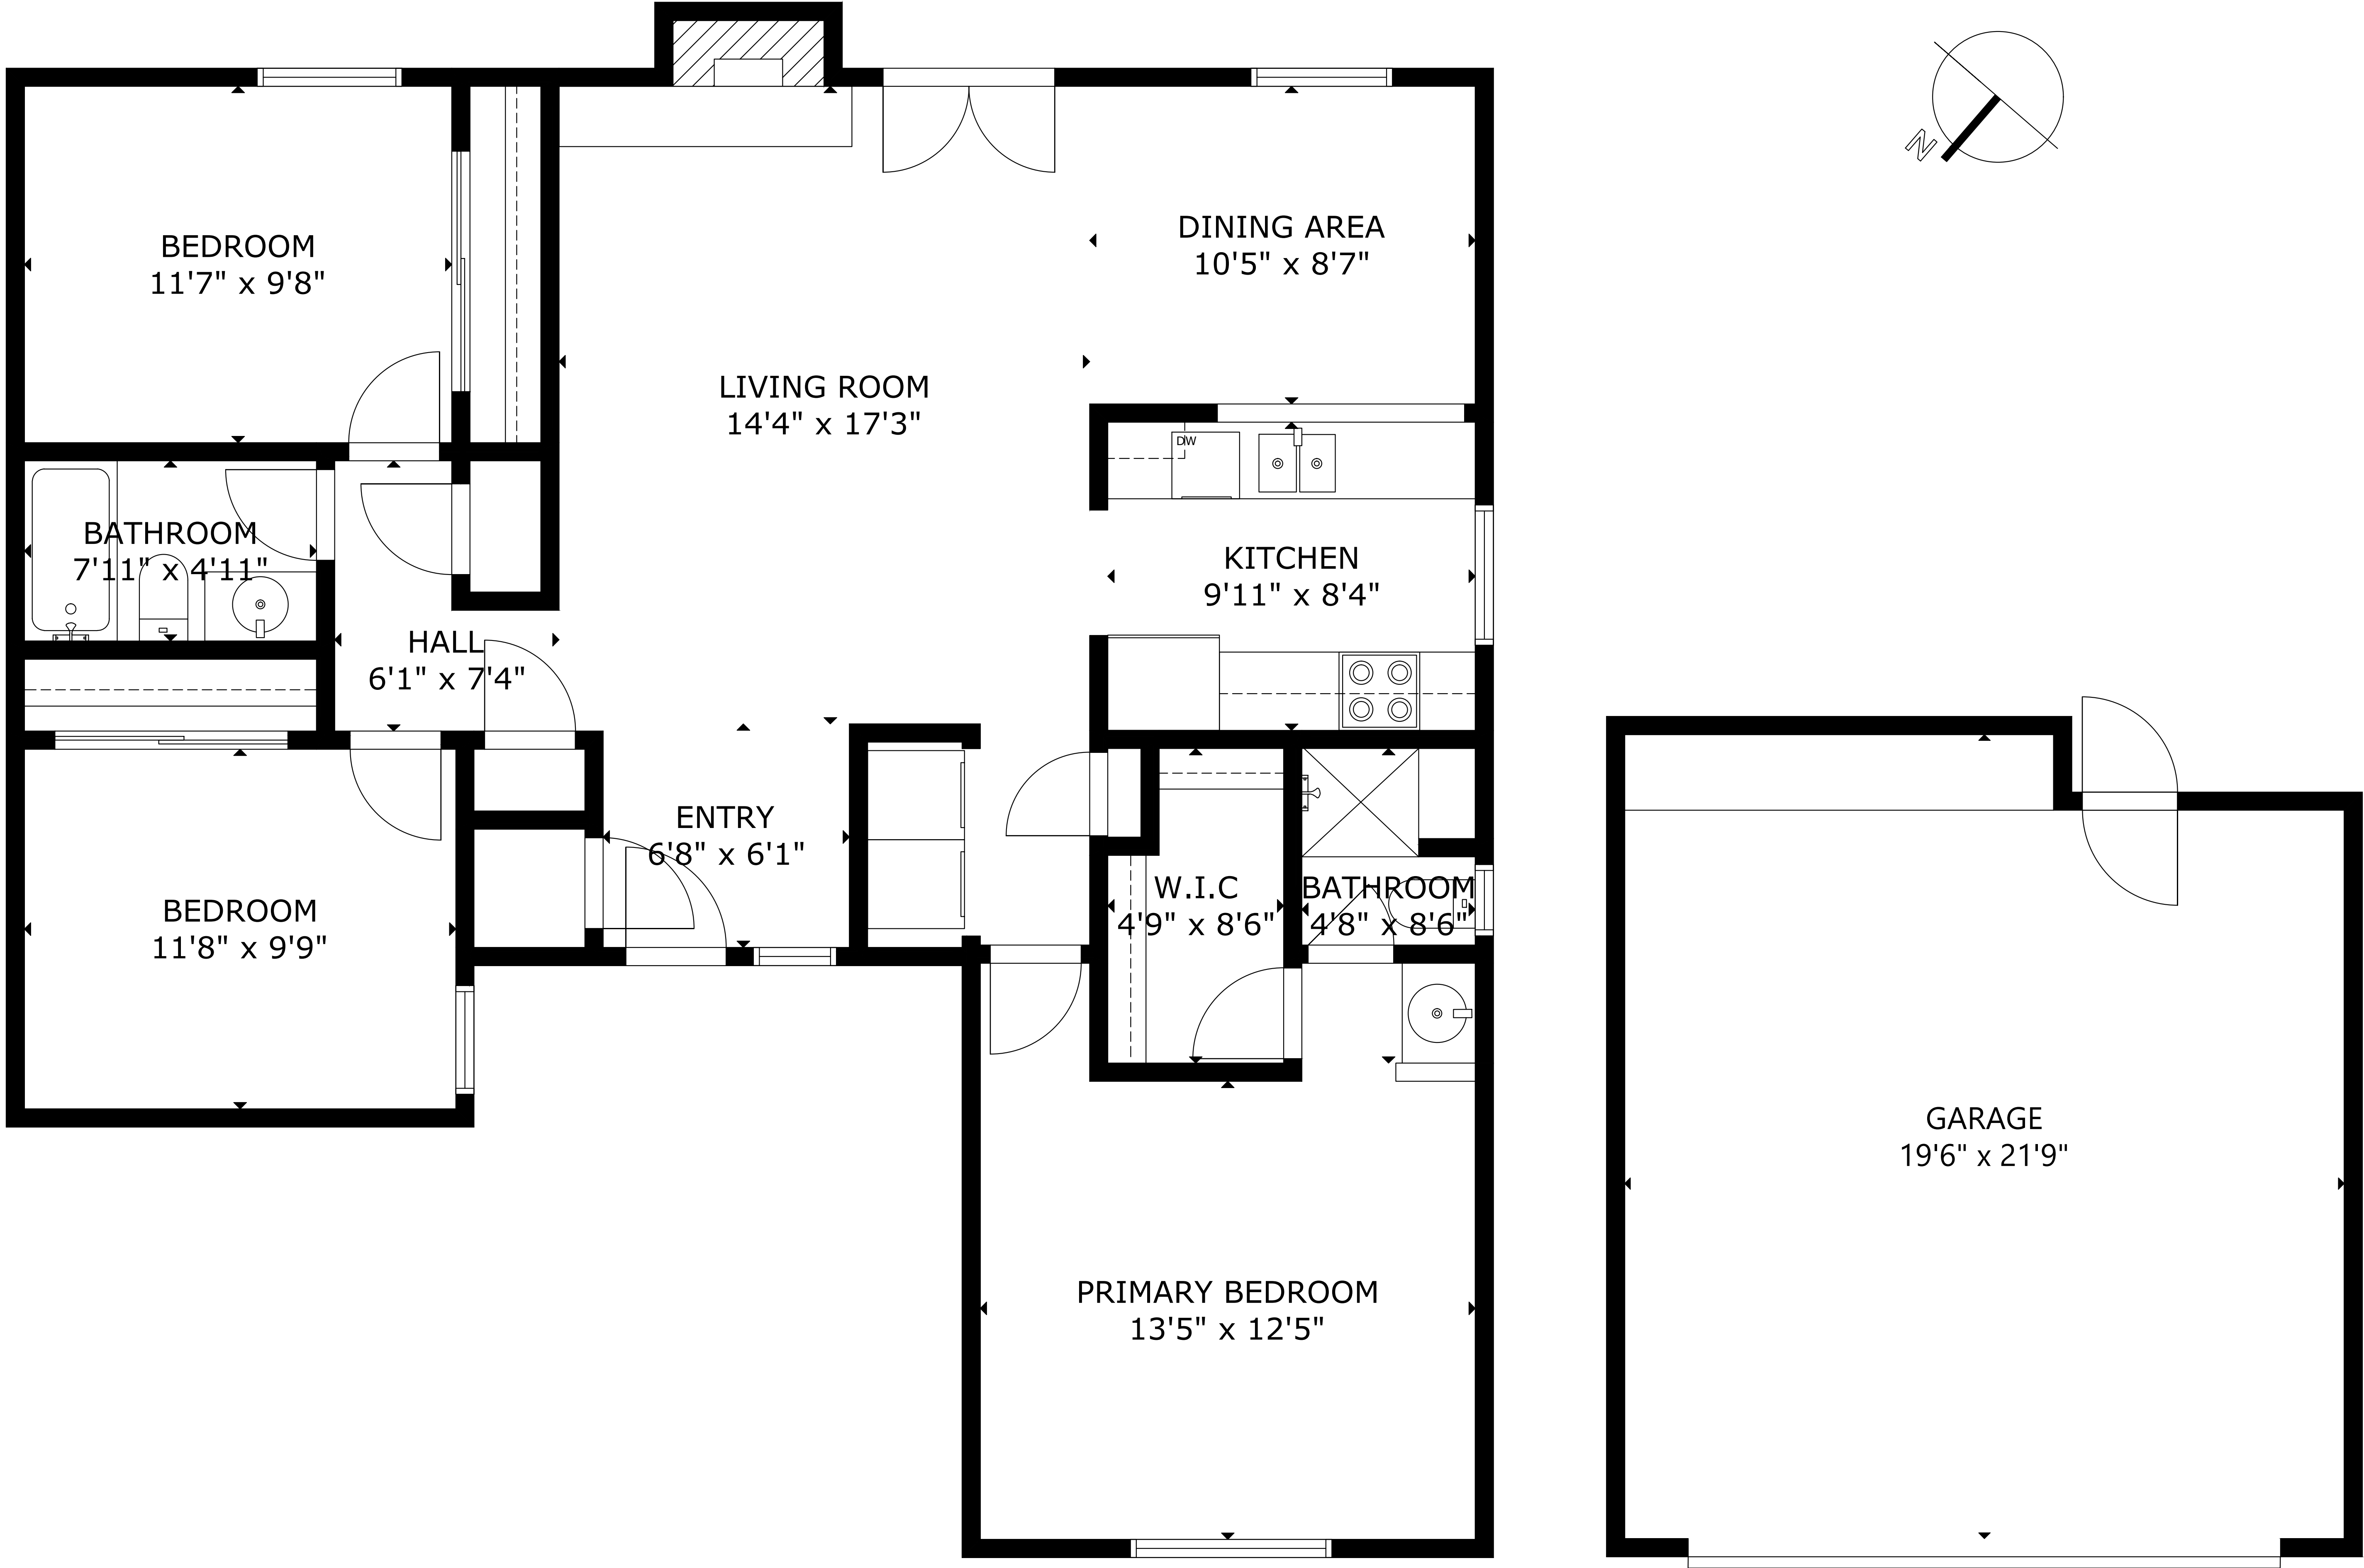 N
BEDROOM
11'7" x 9'8"
DINING AREA
10'5" x 8'7"
LIVING ROOM
14'4" x 17'3"
DW
BATHROOM
7'11" x 4'11"
KITCHEN
9'11" x 8'4"
HALL
6'1" x 7'4"
ENTRY
6'8" x 6'1"
BEDROOM
11'8" x 9'9"
W.I.C
4'9" x 8'6"
BATHROOM
4'8" x 8'6"
GARAGE
19'6" x 21'9"
PRIMARY BEDROOM
13'5" x 12'5"